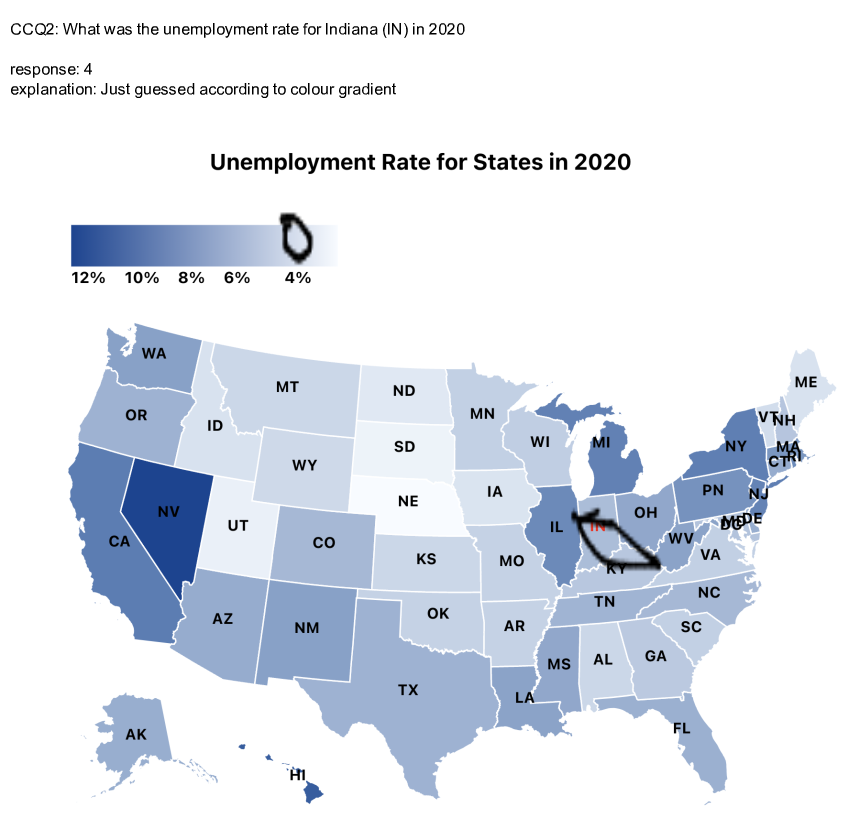 CCQ2: What was the unemployment rate for Indiana (IN) in 2020
response: 4
explanation: Just guessed according to colour gradient
Unemployment Rate for States in 2020
12% 10% 8% 6% 4%
WA
MT
ND
ME
OR
ID
MN
VT
NH
WI
MI
NY
MA
SD
RI
CT
WY
IA
PN
NJ
NE
NV
UT
IL
IN
OH
MD
DE
DC
CA
CO
WV
VA
KS
MO
KY
NC
TN
AZ
NM
OK
AR
SC
MS
AL
GA
TX
LA
FL
AK
HI